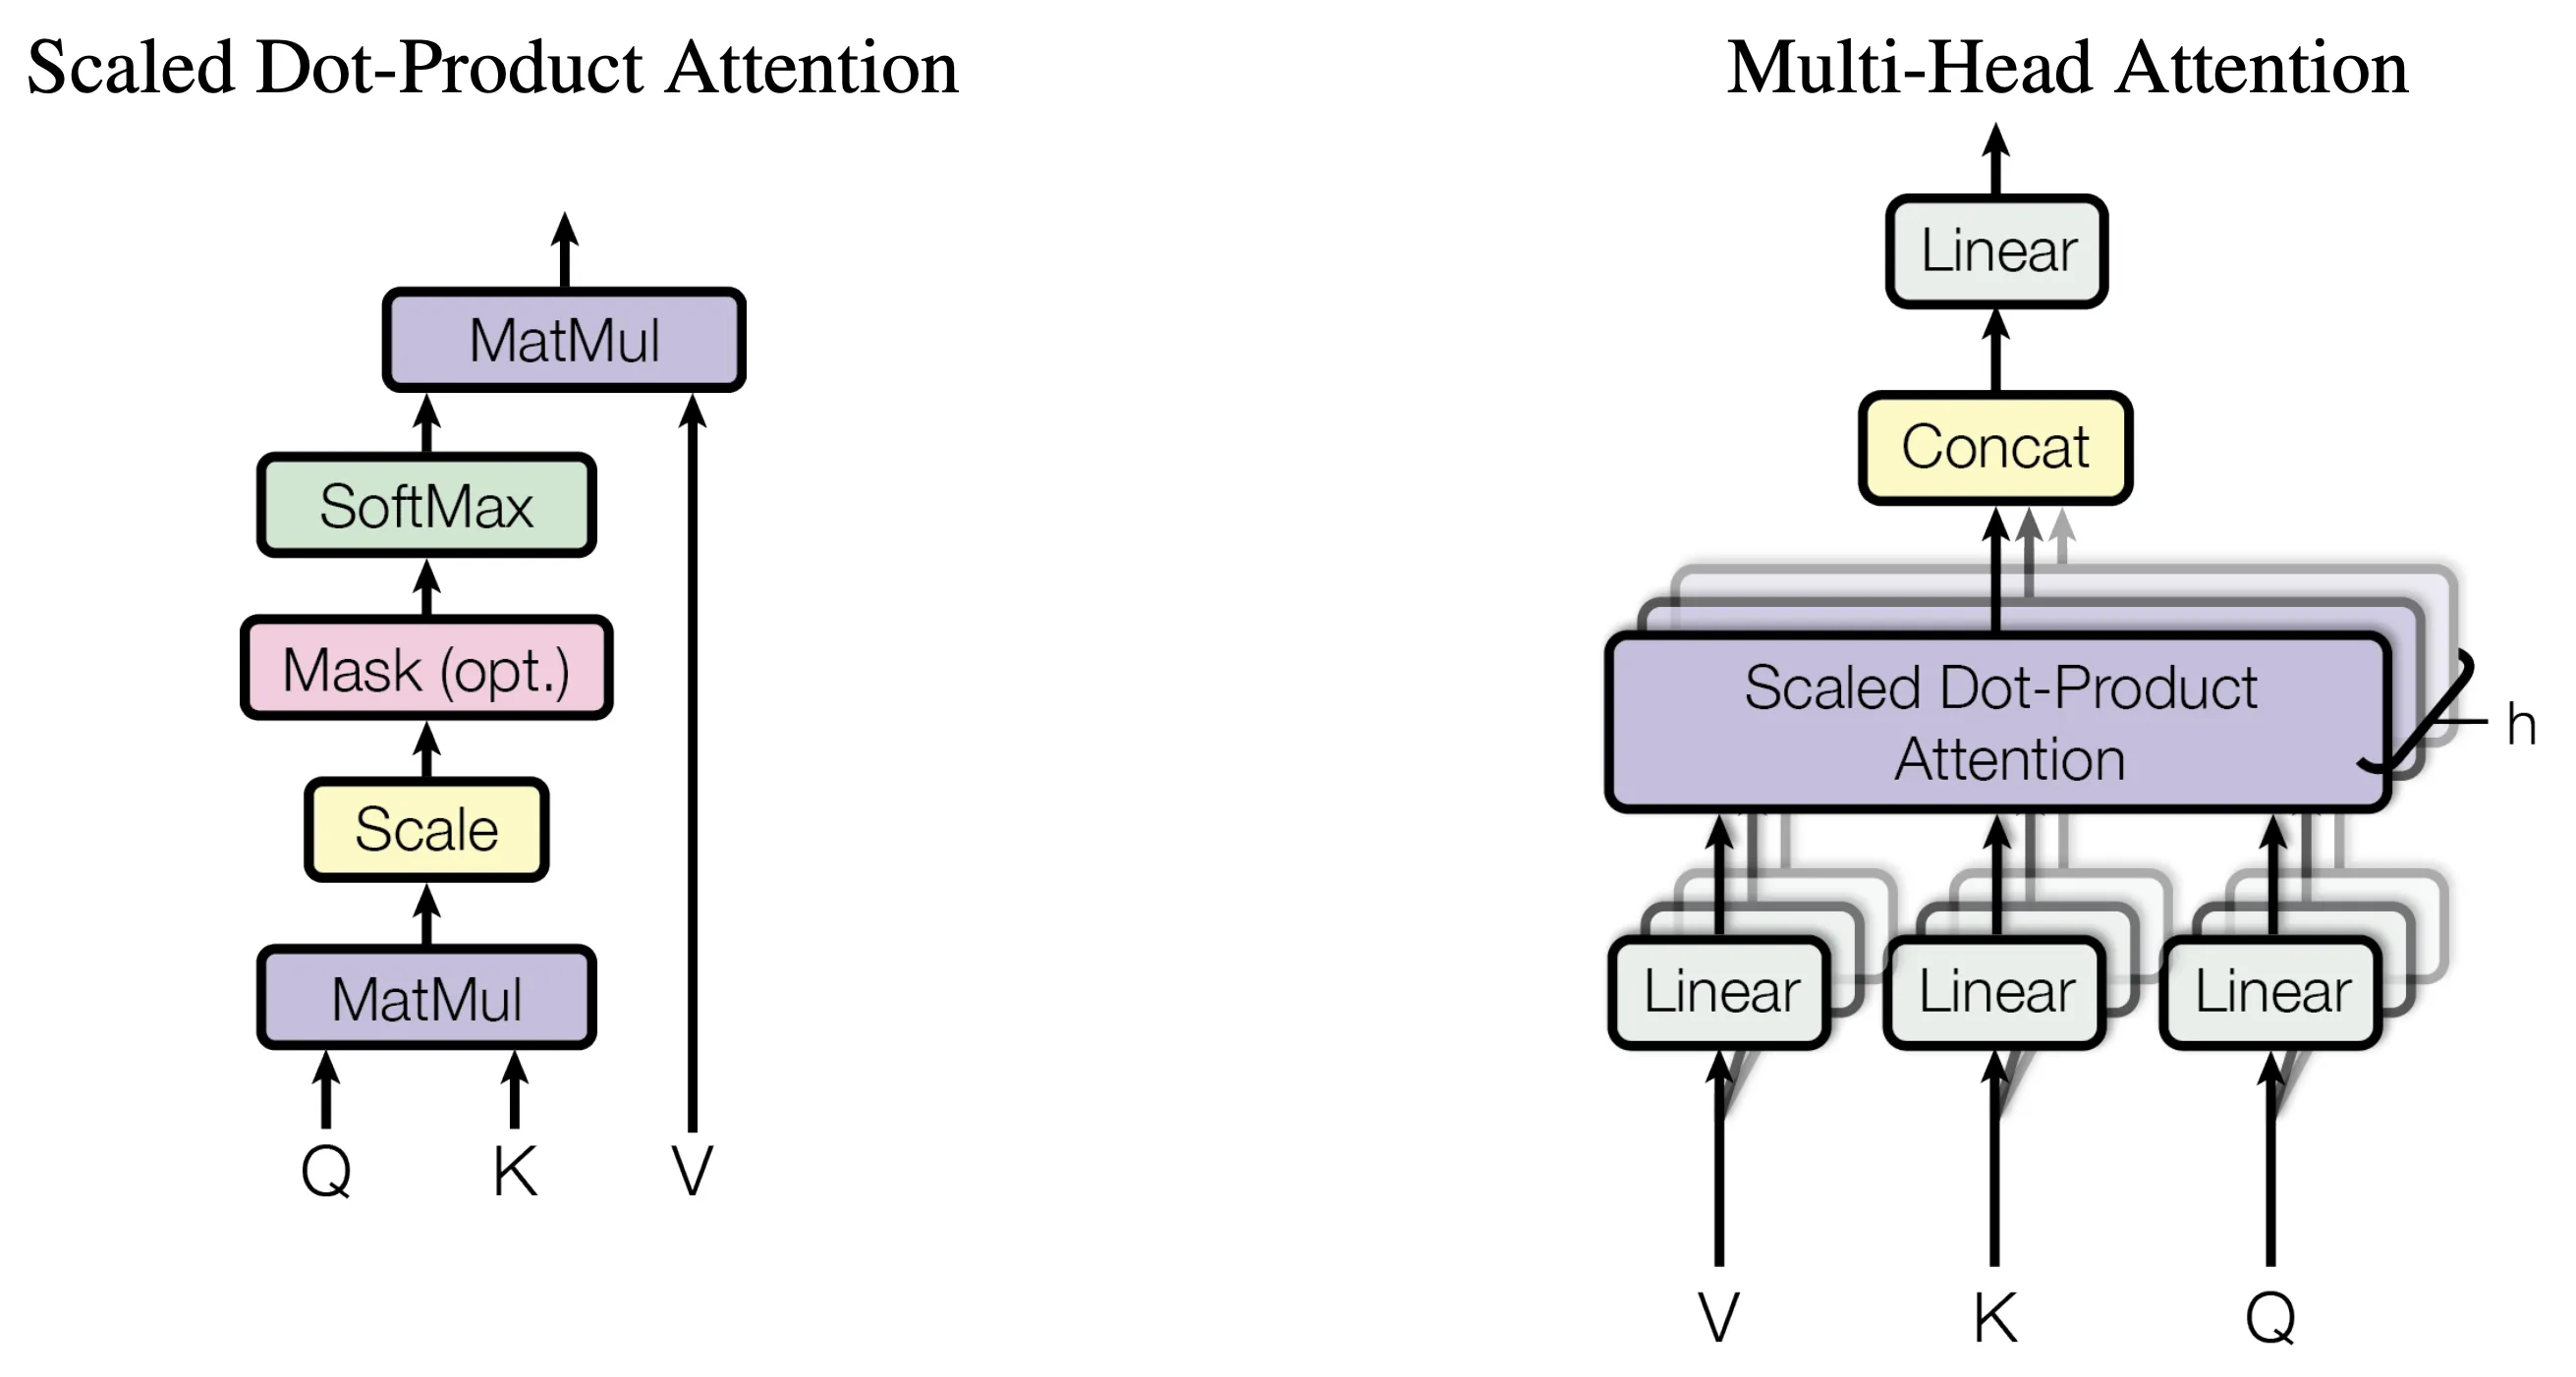 Scaled Dot-Product Attention
MatMul
SoftMax
Mask (opt.)
Scale
MatMul
Q K V
Multi-Head Attention
Linear
Concat
Scaled Dot-Product
Attention
h
Linear Linear Linear
V K Q